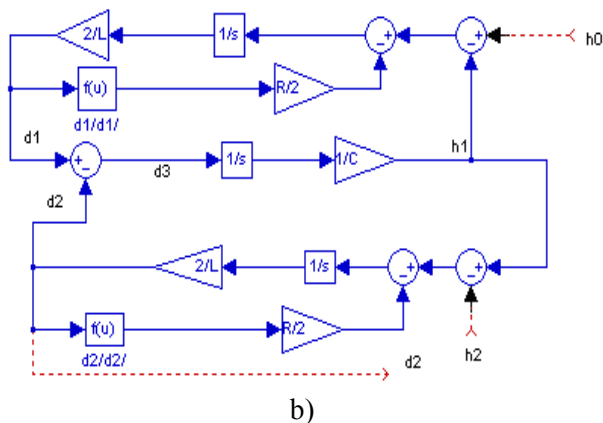 2/L
1/s
-
+
-
+
h0
f(u)
R/2
d1/d1/
d1
+
-
d3
1/s
1/C
h1
d2
2/L
1/s
-
+
-
+
f(u)
R/2
d2/d2/
d2
h2
b)